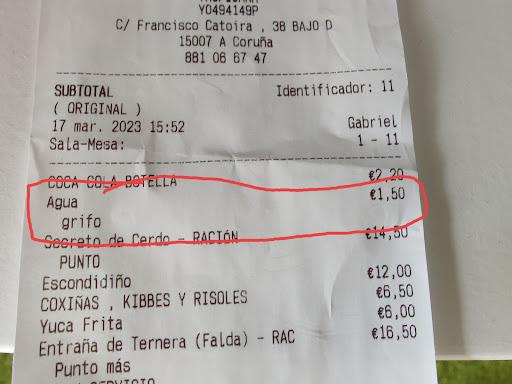 Y0494149P
C/ Francisco Catoira , 38 BAJO D
15007 A Coruña
881 06 67 47
SUBTOTAL Identificador: 11
( ORIGINAL )
17 mar. 2023 15:52 Gabriel
Sala-Mesa: 1 - 11
COCA COLA BOTELLA €2,20
Agua €1,50
grifo
Secreto de Cerdo - RACIÓN €14,50
PUNTO
Escondidiño €12,00
COXIÑAS , KIBBES Y RISOLES €6,50
Yuca Frita €6,00
Entraña de Ternera (Falda) - RAC €16,50
Punto más
SERVICIO